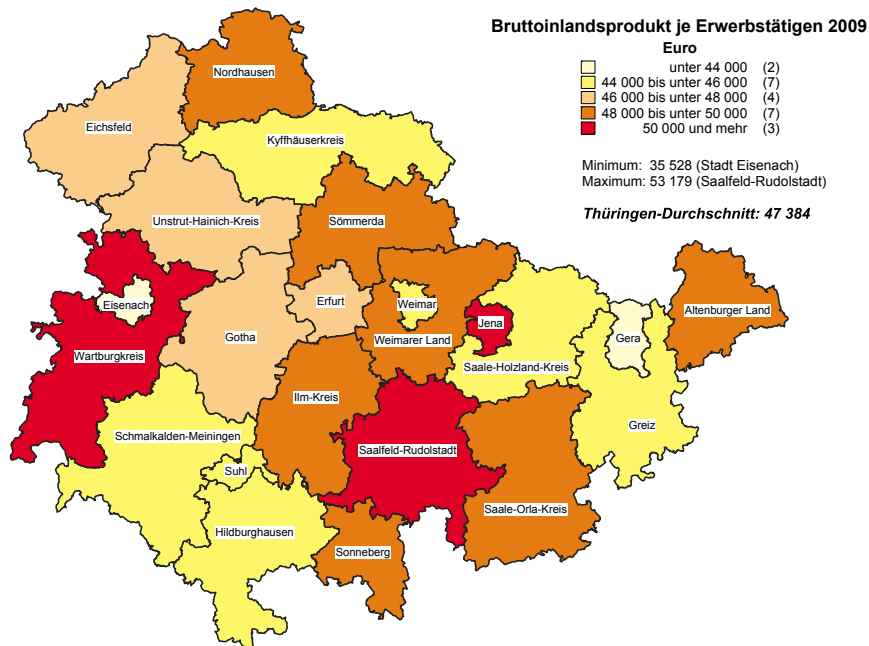 Bruttoinlandsprodukt je Erwerbstätigen 2009
Euro
unter 44 000 (2)
44 000 bis unter 46 000 (7)
46 000 bis unter 48 000 (4)
48 000 bis unter 50 000 (7)
50 000 und mehr (3)
Minimum: 35 528 (Stadt Eisenach)
Maximum: 53 179 (Saalfeld-Rudolstadt)
Thüringen-Durchschnitt: 47 384
Nordhausen
Eichsfeld
Kyffhäuserkreis
Unstrut-Hainich-Kreis
Sömmerda
Eisenach
Erfurt
Weimar
Altenburger Land
Jena
Gera
Gotha
Weimarer Land
Wartburgkreis
Saale-Holzland-Kreis
Ilm-Kreis
Greiz
Schmalkalden-Meiningen
Saalfeld-Rudolstadt
Suhl
Saale-Orla-Kreis
Hildburghausen
Sonneberg